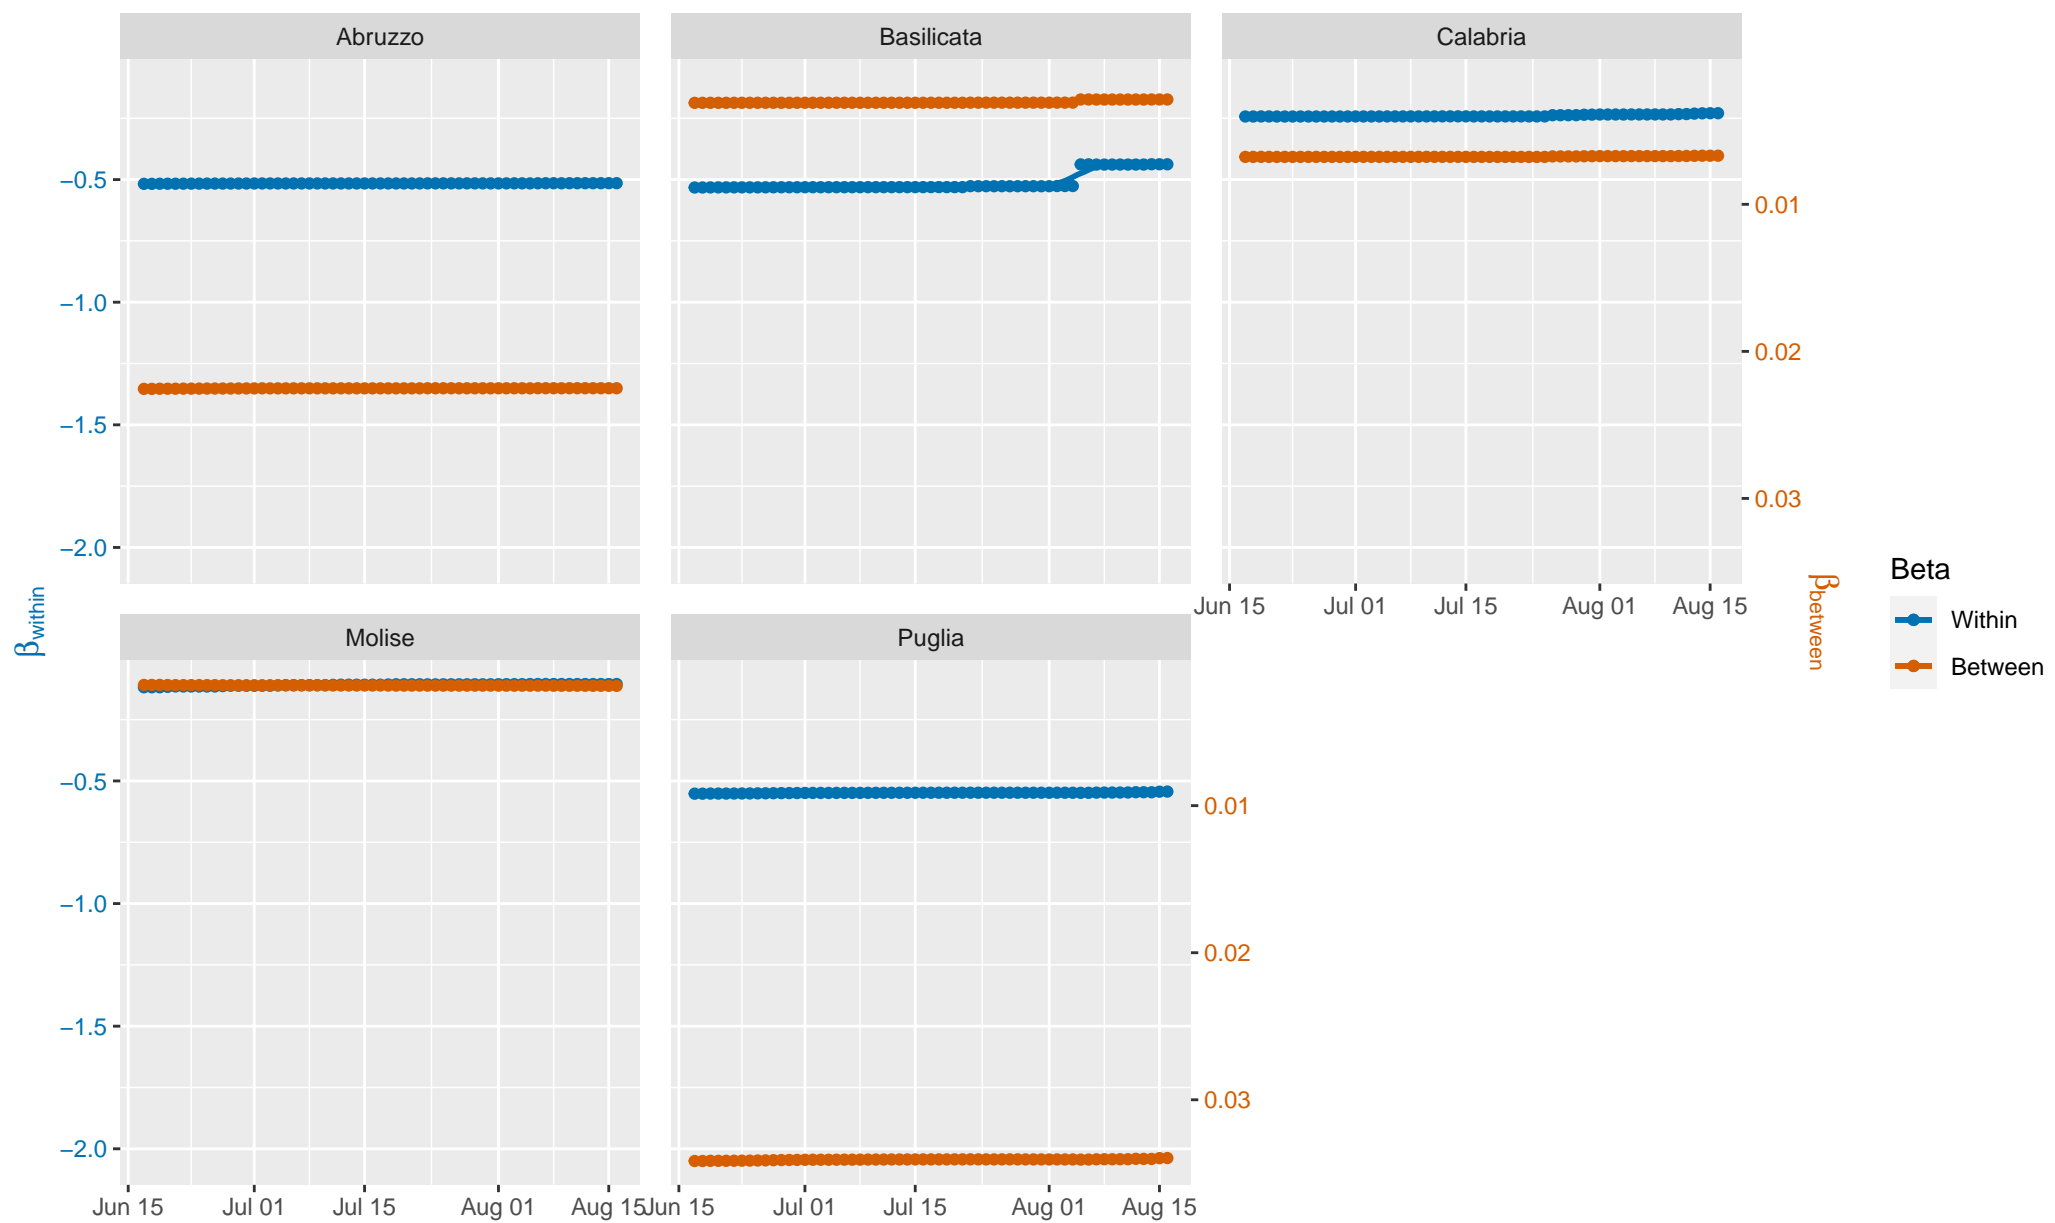 Abruzzo
Basilicata
Calabria
−0.5
−1.0
−1.5
−2.0
0.01
0.02
0.03
Jun 15
Jul 01
Jul 15
Aug 01
Aug 15
Molise
Puglia
−0.5
−1.0
−1.5
−2.0
0.01
0.02
0.03
Jun 15
Jul 01
Jul 15
Aug 01
Aug 15
Jun 15
Jul 01
Jul 15
Aug 01
Aug 15
βwithin
βbetween
Beta
Within
Between